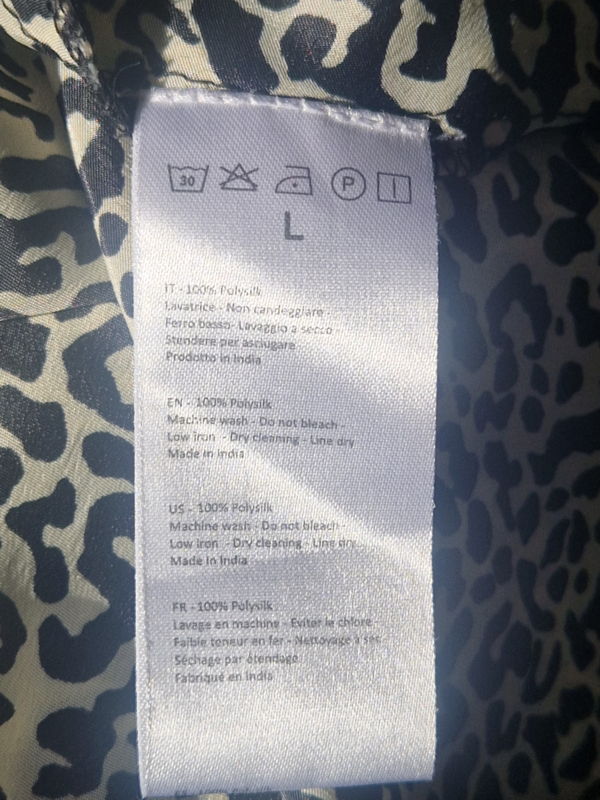 30
P
L
IT - 100% Polysilk
Lavatrice - Non candeggiare -
Ferro basso- Lavaggio a secco -
Stendere per asciugare
Prodotto in India
EN - 100% Polysilk
Machine wash - Do not bleach -
Low iron - Dry cleaning - Line dry
Made in India
US - 100% Polysilk
Machine wash - Do not bleach-
Low iron - Dry cleaning - Line dry
Made in India
FR - 100% Polysilk
Lavage en machine - Eviter le chlore -
Faible teneur en fer - Nettoyage à sec
Séchage par étendage
Fabriqué en India